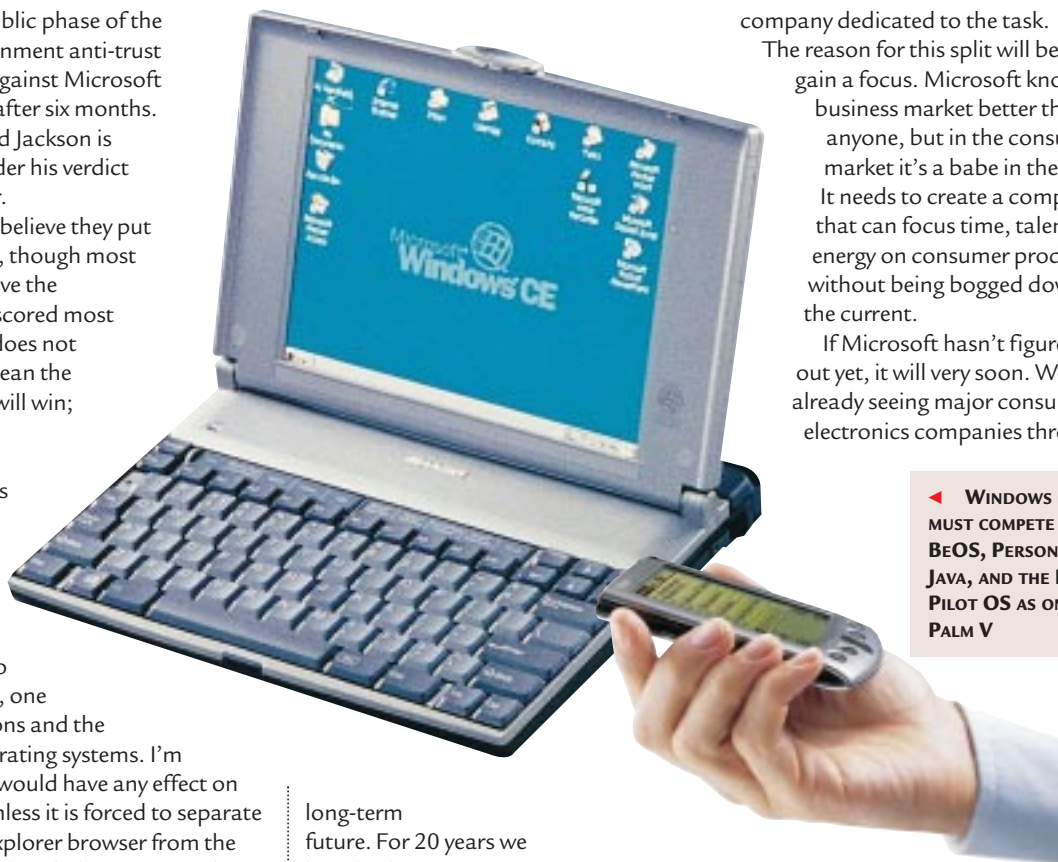 blic phase of the
nment anti-trust
gainst Microsoft
after six months.
d Jackson is
der his verdict
r.
believe they put
, though most
ve the
scored most
does not
ean the
will win;
s
o
, one
ons and the
rating systems. I'm
would have any effect on
nless it is forced to separate
xplorer browser from the
Microsoft
Windows CE
long-term
future. For 20 years we
company dedicated to the task.
The reason for this split will be
gain a focus. Microsoft kno
business market better th
anyone, but in the consu
market it's a babe in the
It needs to create a comp
that can focus time, talen
energy on consumer prod
without being bogged dov
the current.
If Microsoft hasn't figure
out yet, it will very soon. W
already seeing major consu
electronics companies thre
◄ WINDOWS
MUST COMPETE
BEOS, PERSON
JAVA, AND THE
PILOT OS AS ON
PALM V